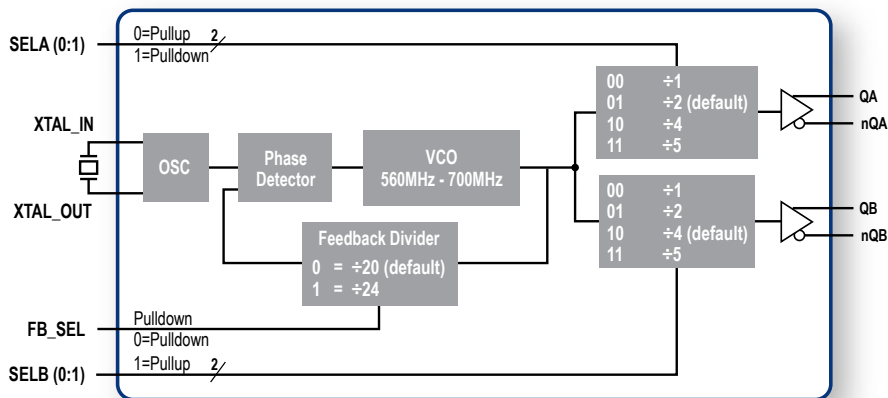 SELA (0:1)
0=Pullup
2
1=Pulldown
XTAL_IN
XTAL_OUT
OSC
Phase
Detector
VCO
560MHz - 700MHz
Feedback Divider
0 = ÷20 (default)
1 = ÷24
00 ÷1
01 ÷2 (default)
10 ÷4
11 ÷5
QA
nQA
00 ÷1
01 ÷2
10 ÷4 (default)
11 ÷5
QB
nQB
FB_SEL
Pulldown
0=Pulldown
SELB (0:1)
1=Pullup
2